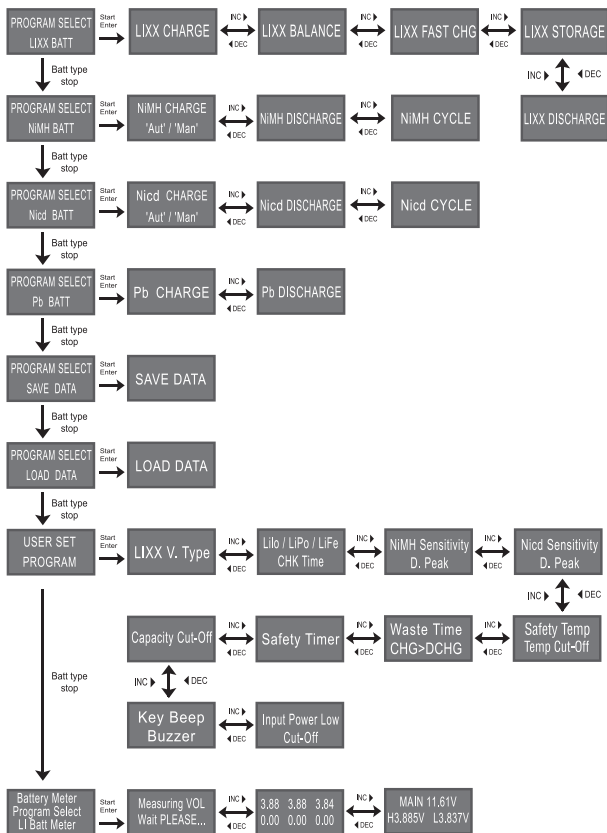 PROGRAM SELECT
LIXX BATT
Start
Enter
LIXX CHARGE
INC
DEC
LIXX BALANCE
INC
DEC
LIXX FAST CHG
INC
DEC
LIXX STORAGE
Batt type
stop
INC
DEC
LIXX DISCHARGE
PROGRAM SELECT
NiMH BATT
Start
Enter
NiMH CHARGE
'Aut' / 'Man'
INC
DEC
NiMH DISCHARGE
INC
DEC
NiMH CYCLE
Batt type
stop
PROGRAM SELECT
Nicd BATT
Start
Enter
Nicd CHARGE
'Aut' / 'Man'
INC
DEC
Nicd DISCHARGE
INC
DEC
Nicd CYCLE
Batt type
stop
PROGRAM SELECT
Pb BATT
Start
Enter
Pb CHARGE
INC
DEC
Pb DISCHARGE
Batt type
stop
PROGRAM SELECT
SAVE DATA
Start
Enter
SAVE DATA
Batt type
stop
PROGRAM SELECT
LOAD DATA
Start
Enter
LOAD DATA
Batt type
stop
USER SET
PROGRAM
Start
Enter
LIXX V. Type
INC
DEC
LiIo / LiPo / LiFe
CHK Time
INC
DEC
NiMH Sensitivity
D. Peak
INC
DEC
Nicd Sensitivity
D. Peak
INC
DEC
Capacity Cut-Off
INC
DEC
Safety Timer
INC
DEC
Waste Time
CHG>DCHG
INC
DEC
Safety Temp
Temp Cut-Off
Batt type
stop
INC
DEC
Key Beep
Buzzer
INC
DEC
Input Power Low
Cut-Off
Battery Meter
Program Select
LI Batt Meter
Start
Enter
Measuring VOL
Wait PLEASE...
INC
DEC
3.88 3.88 3.84
0.00 0.00 0.00
INC
DEC
MAIN 11.61V
H3.885V L3.837V